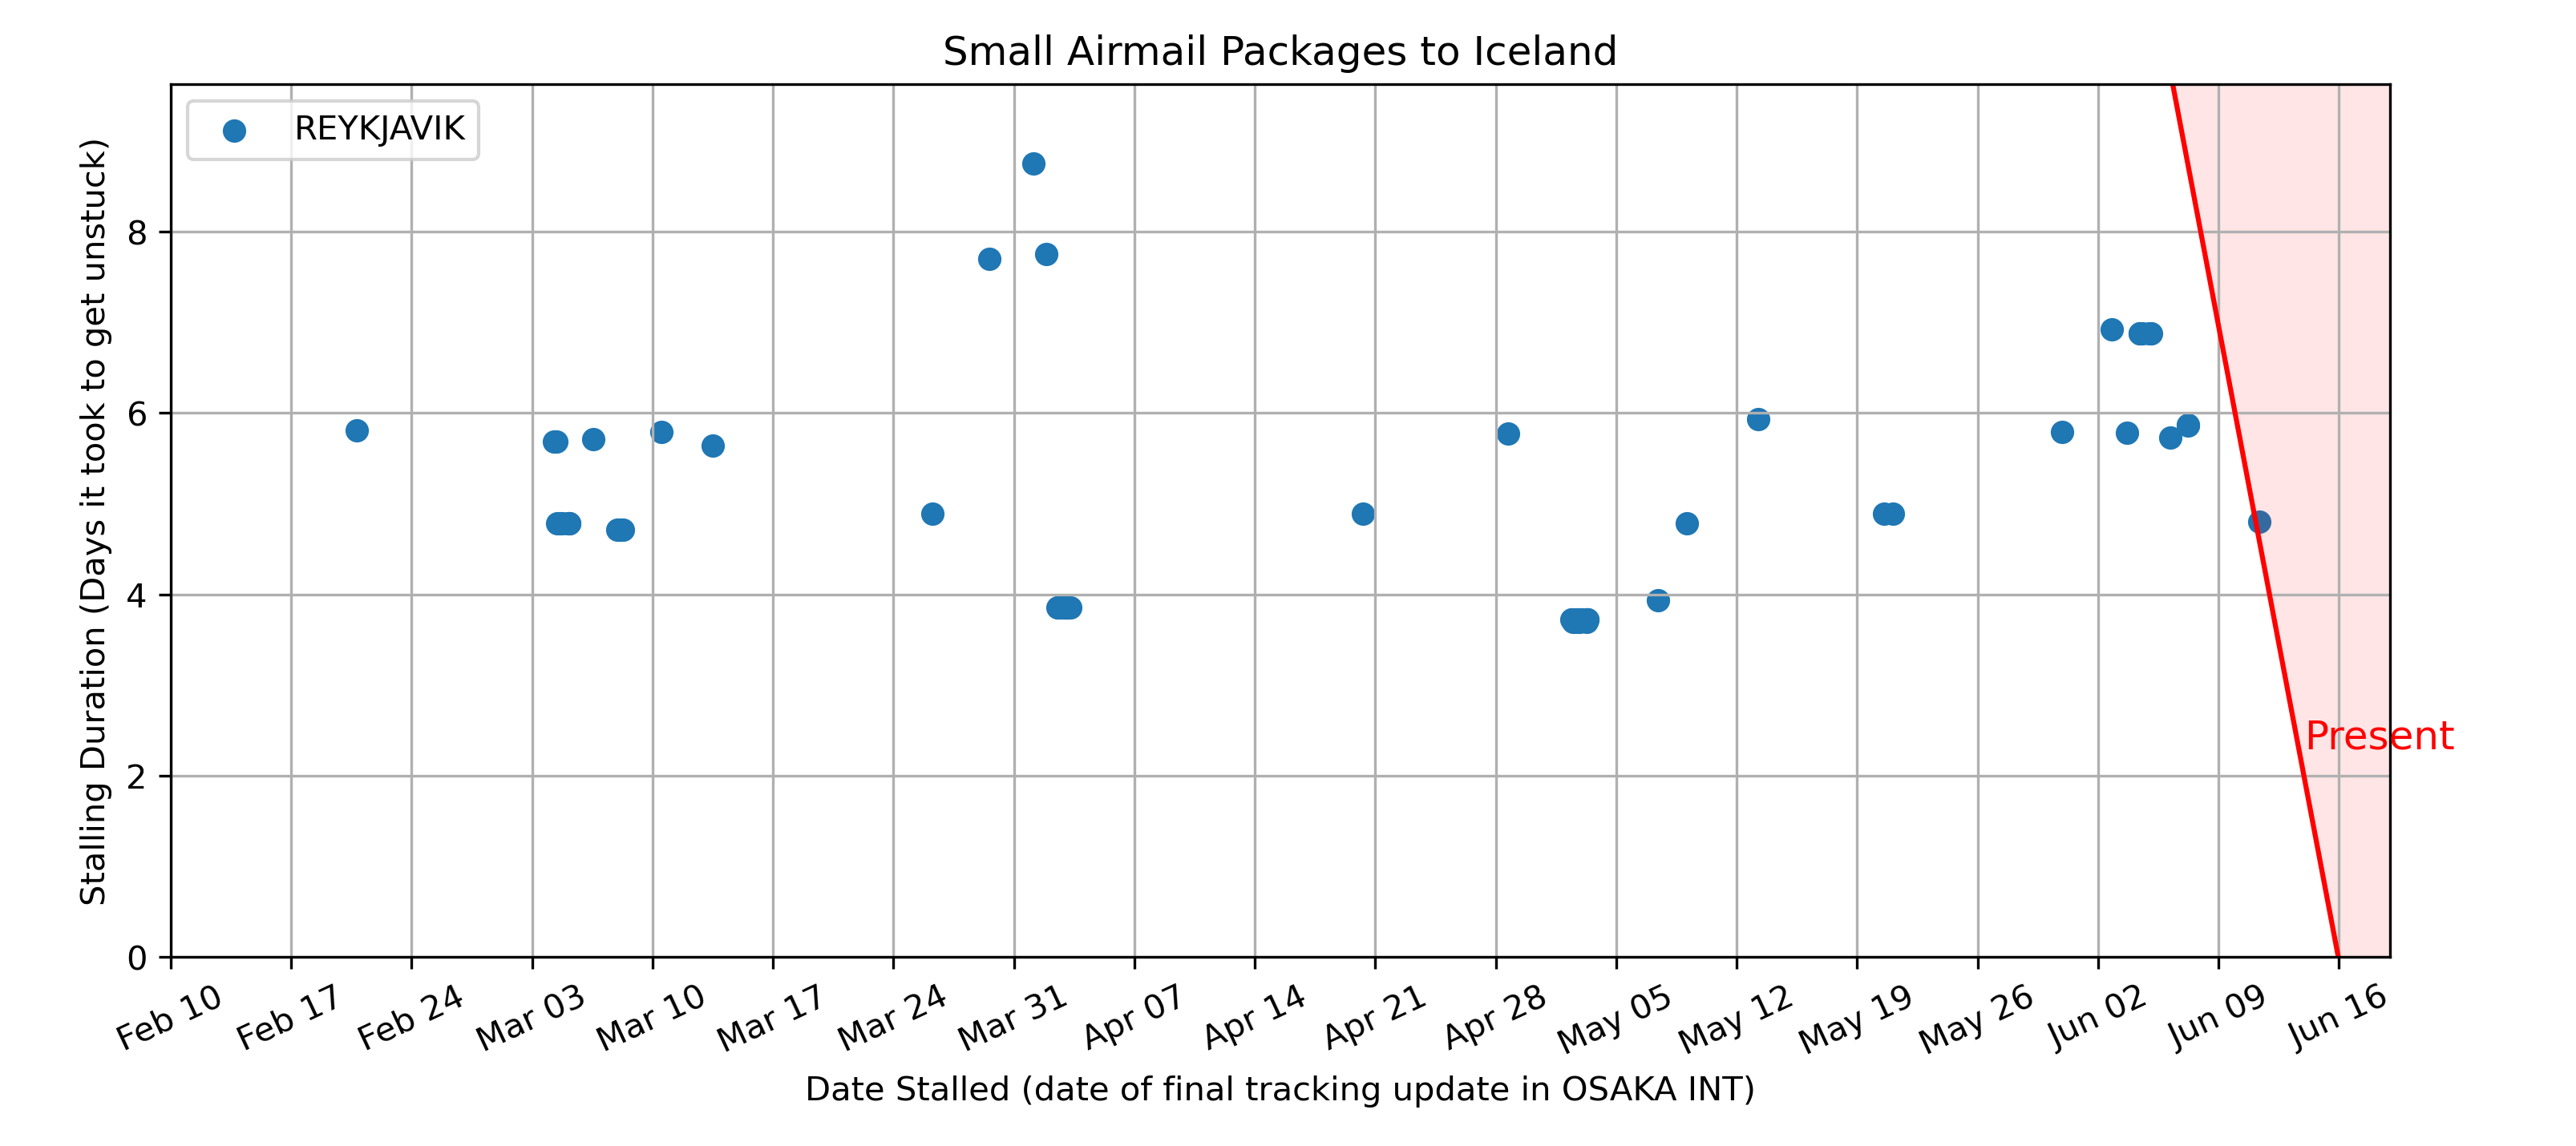 Small Airmail Packages to Iceland
REYKJAVIK
Stalling Duration (Days it took to get unstuck)
8
6
4
2
0
Present
Feb 10 Feb 17 Feb 24 Mar 03 Mar 10 Mar 17 Mar 24 Mar 31 Apr 07 Apr 14 Apr 21 Apr 28 May 05 May 12 May 19 May 26 Jun 02 Jun 09 Jun 16
Date Stalled (date of final tracking update in OSAKA INT)